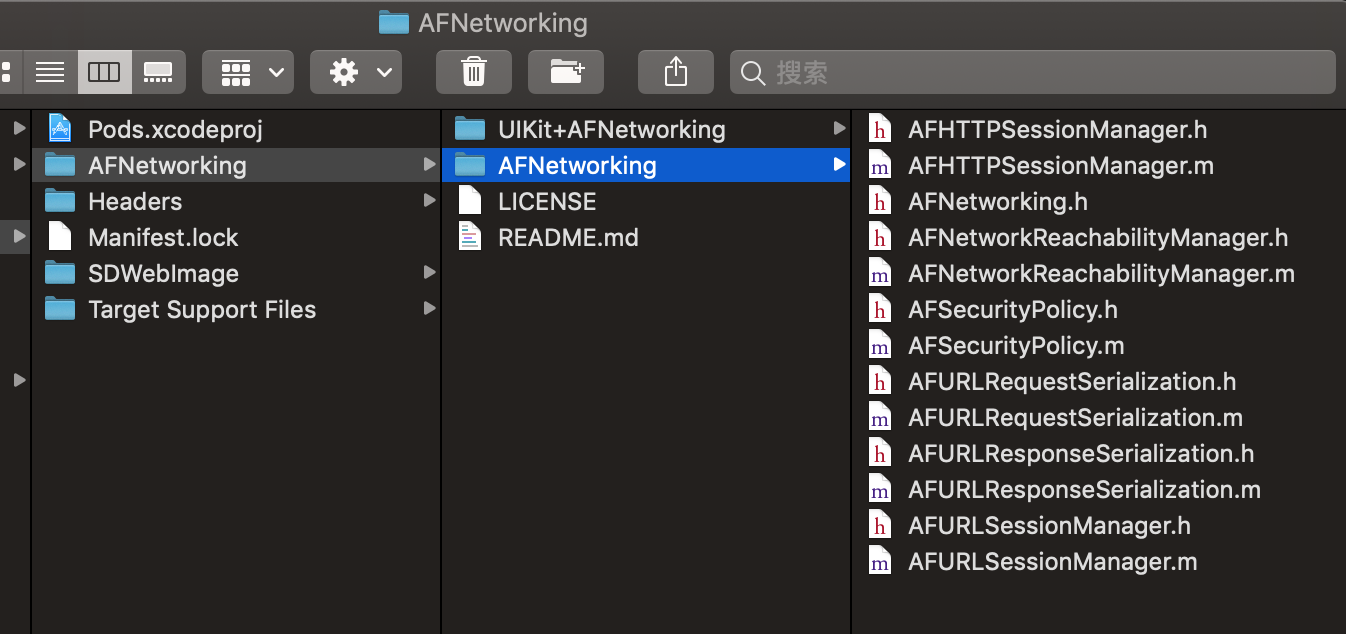 AFNetworking
搜索
Pods.xcodeproj
AFNetworking
Headers
Manifest.lock
SDWebImage
Target Support Files
UIKit+AFNetworking
AFNetworking
LICENSE
README.md
h AFHTTPSessionManager.h
m AFHTTPSessionManager.m
h AFNetworking.h
h AFNetworkReachabilityManager.h
m AFNetworkReachabilityManager.m
h AFSecurityPolicy.h
m AFSecurityPolicy.m
h AFURLRequestSerialization.h
m AFURLRequestSerialization.m
h AFURLResponseSerialization.h
m AFURLResponseSerialization.m
h AFURLSessionManager.h
m AFURLSessionManager.m